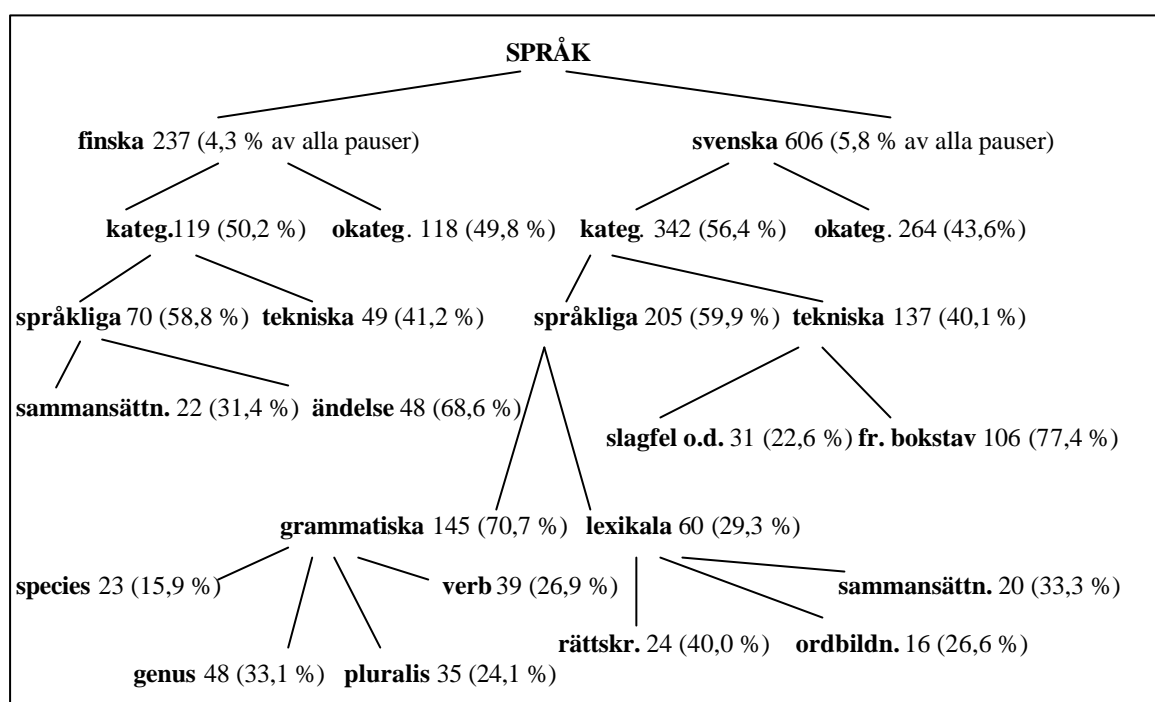 SPRÅK
finska 237 (4,3 % av alla pauser) svenska 606 (5,8 % av alla pauser)
kateg.119 (50,2 %) okateg. 118 (49,8 %) kateg. 342 (56,4 %) okateg. 264 (43,6%)
språkliga 70 (58,8 %) tekniska 49 (41,2 %) språkliga 205 (59,9 %) tekniska 137 (40,1 %)
sammansättn. 22 (31,4 %) ändelse 48 (68,6 %)
slagfel o.d. 31 (22,6 %) fr. bokstav 106 (77,4 %)
grammatiska 145 (70,7 %) lexikala 60 (29,3 %)
species 23 (15,9 %) verb 39 (26,9 %) sammansättn. 20 (33,3 %)
rättskr. 24 (40,0 %) ordbildn. 16 (26,6 %)
genus 48 (33,1 %) pluralis 35 (24,1 %)